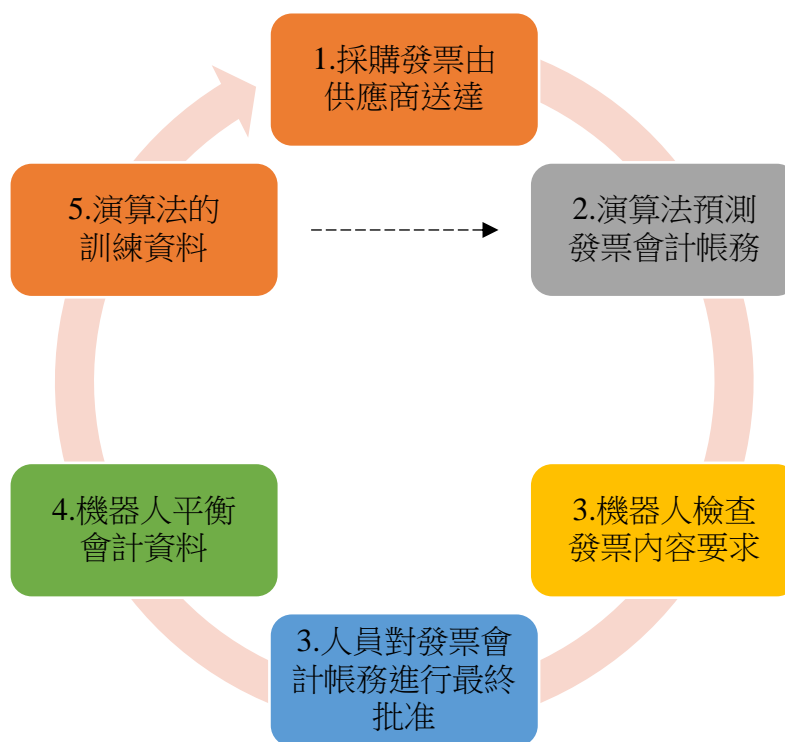 1.採購發票由
供應商送達
2.演算法預測
發票會計帳務
3.機器人檢查
發票內容要求
3.人員對發票會
計帳務進行最終
批准
4.機器人平衡
會計資料
5.演算法的
訓練資料